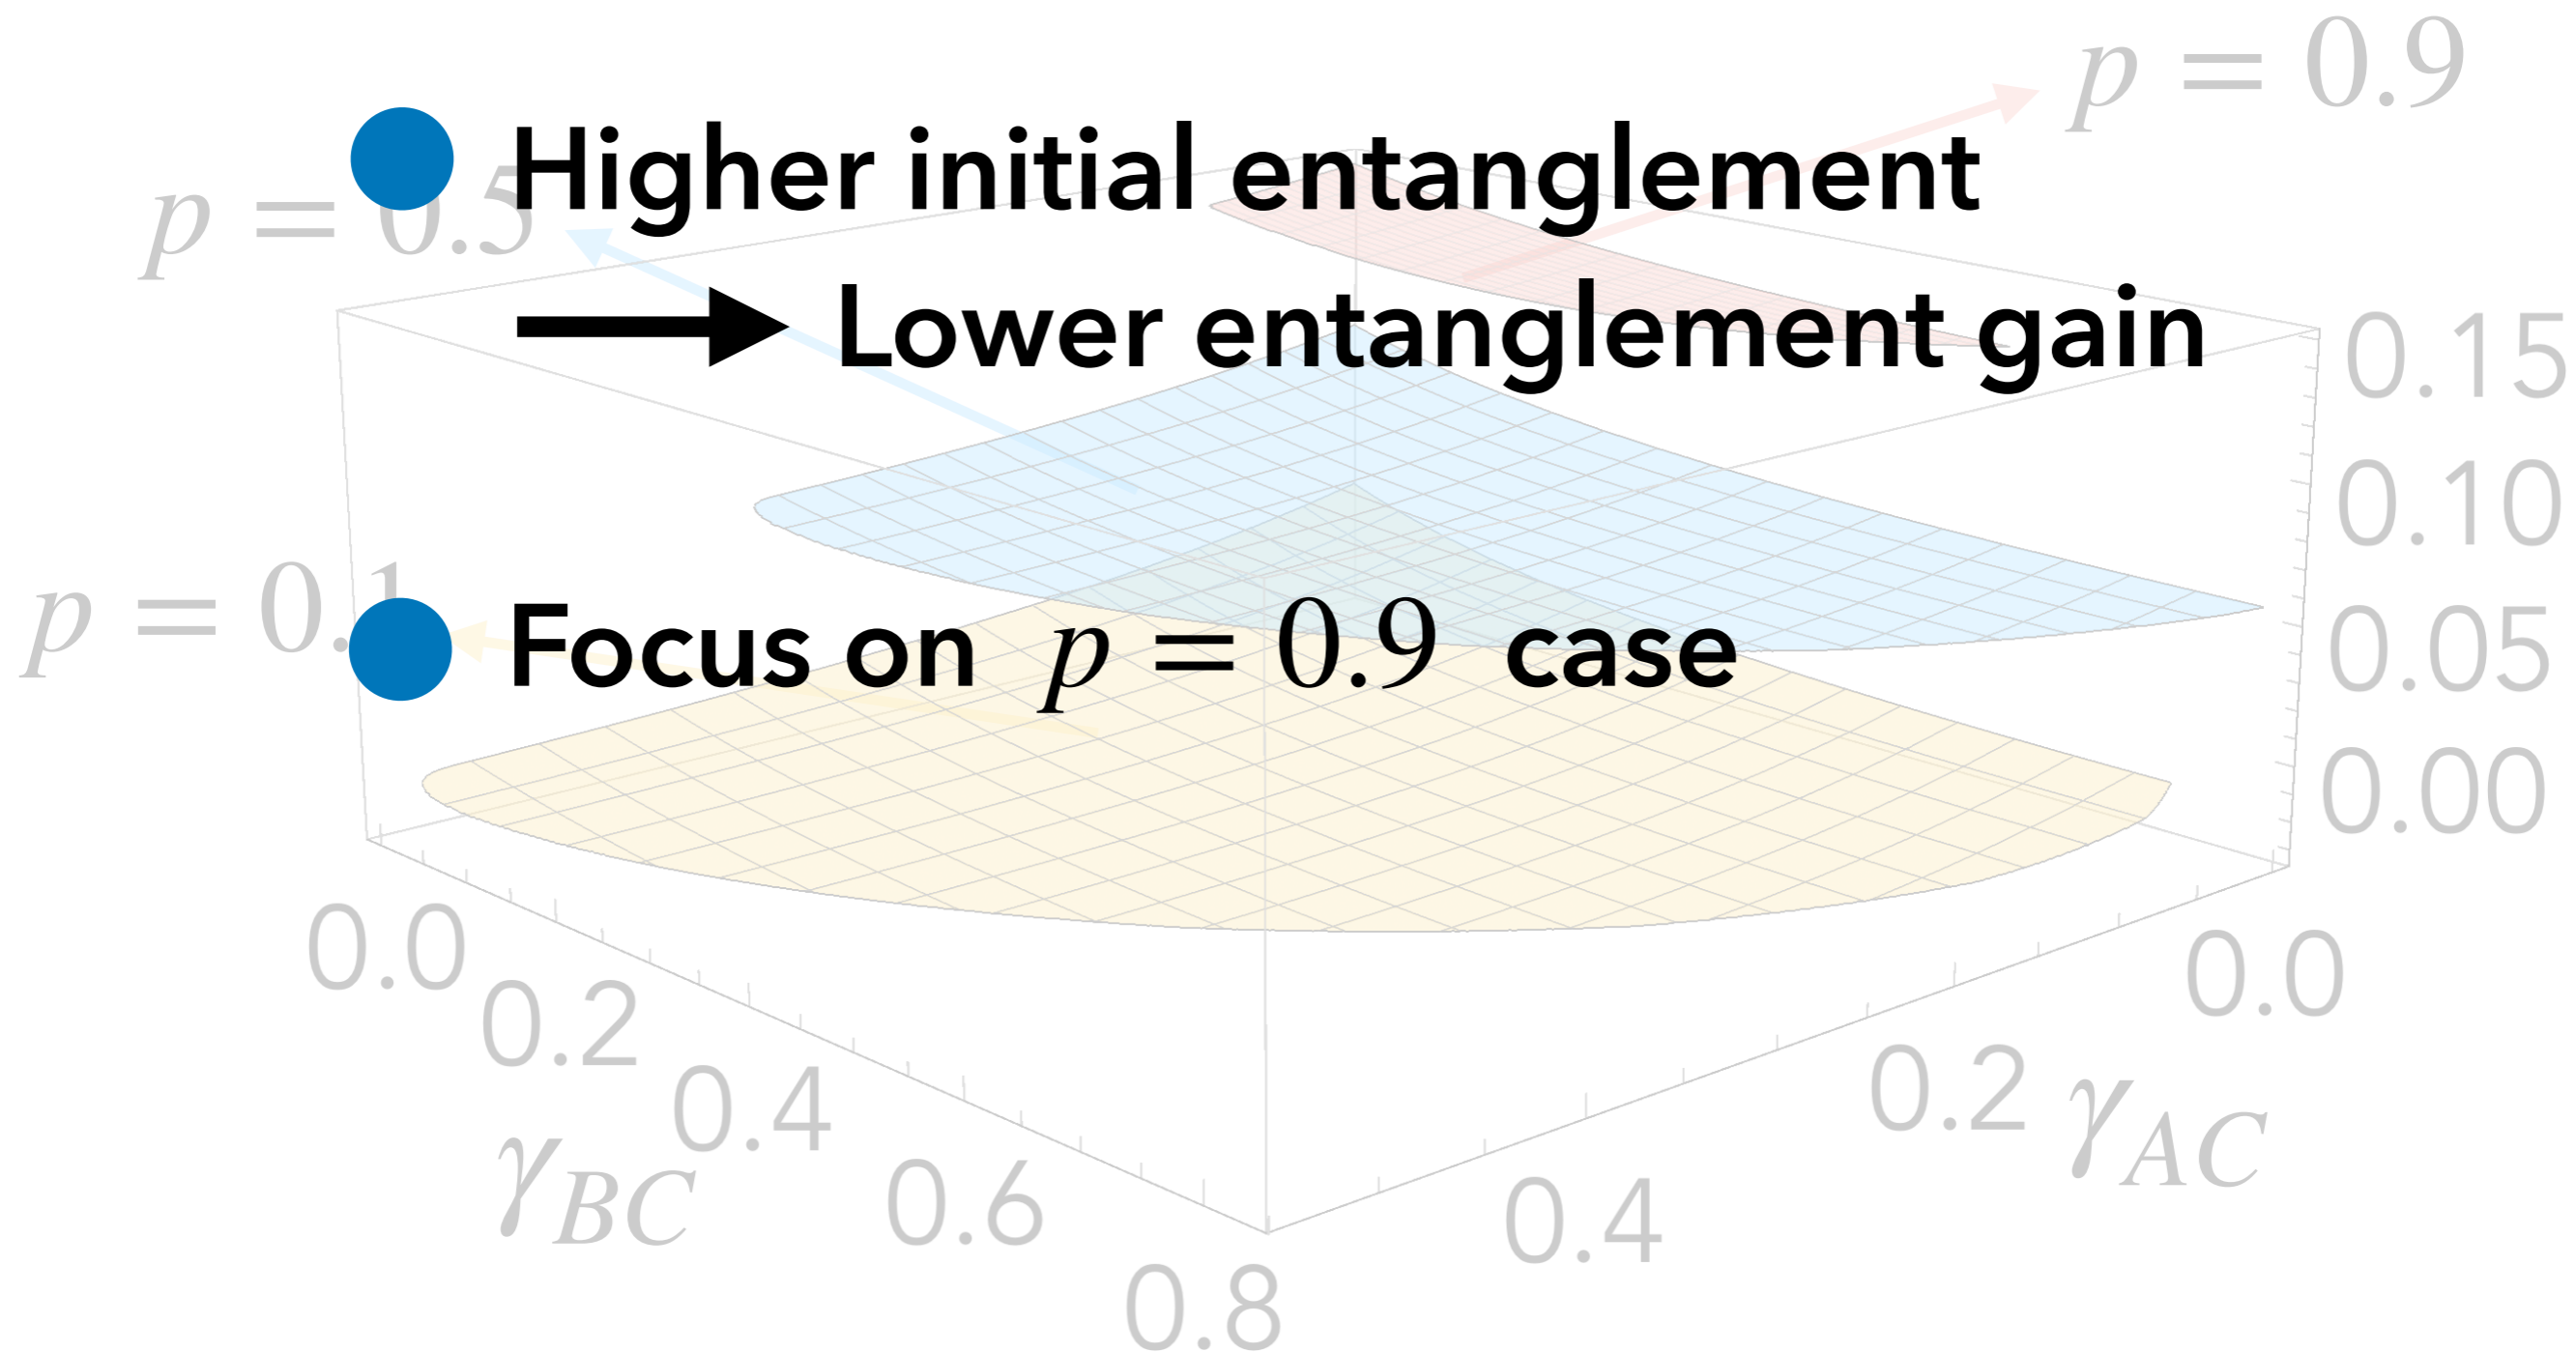 p = 0.9
Higher initial entanglement
p = 0.5
Lower entanglement gain
0.15
0.10
p = 0.1
Focus on p = 0.9 case
0.05
0.00
0.0
0.0
0.2
0.2
γAC
0.4
γBC
0.6
0.4
0.8